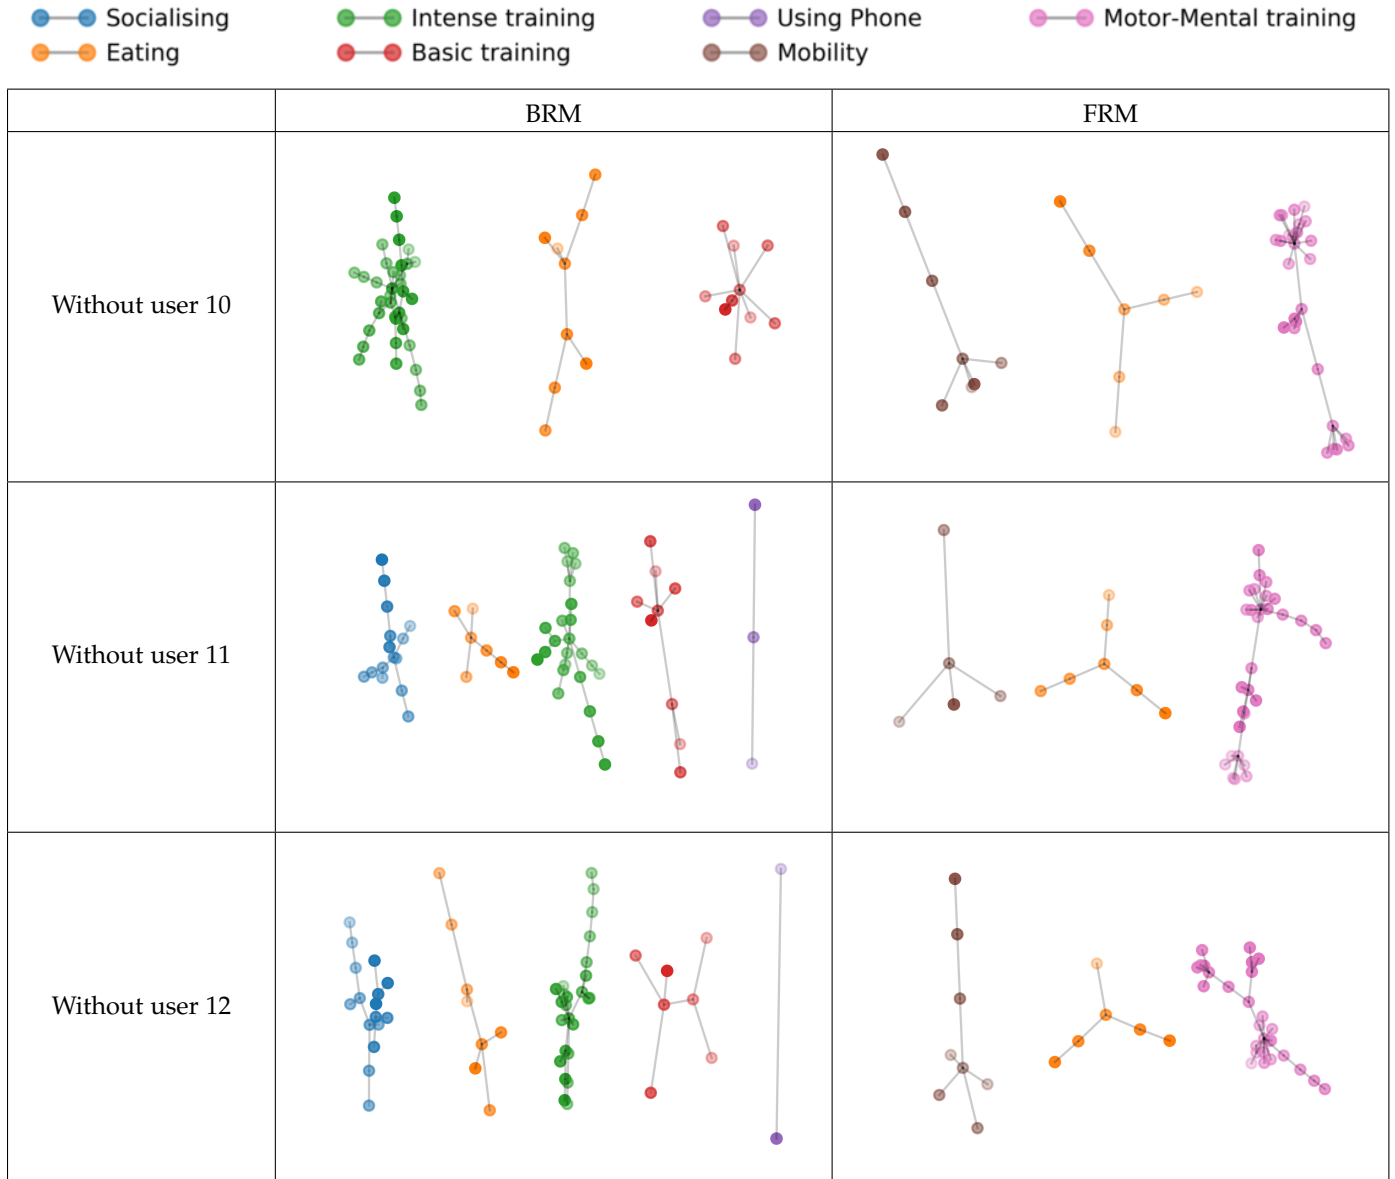 Socialising Intense training Using Phone Motor-Mental training
Eating Basic training Mobility
BRM FRM
Without user 10
Without user 11
Without user 12